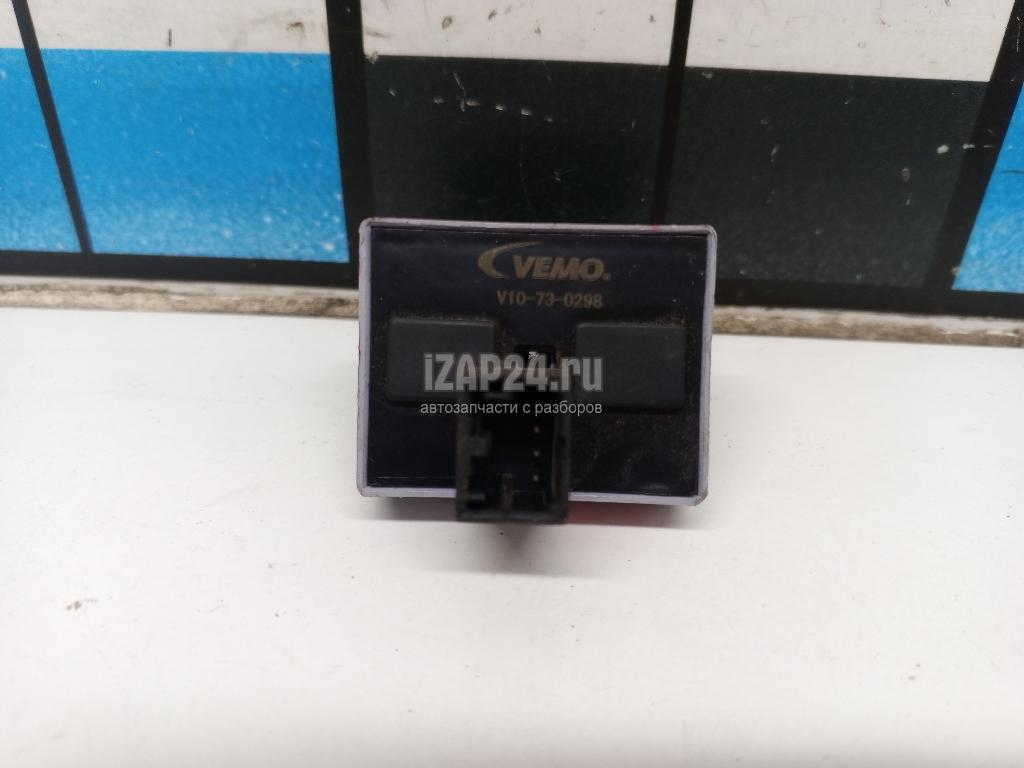 VEMO.
V10-73-0298
iZAP24.ru
автозапчасти с разборов